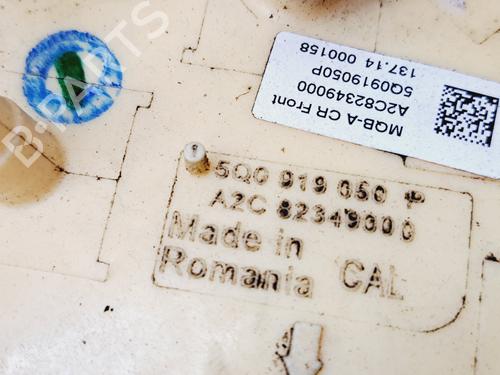 MQB-A CR Front
A2C82349000
5Q0919050P
137.14 000158
5Q0 919 050 P
A2C 82349000
Made in
Romania CAL
B-PARTS